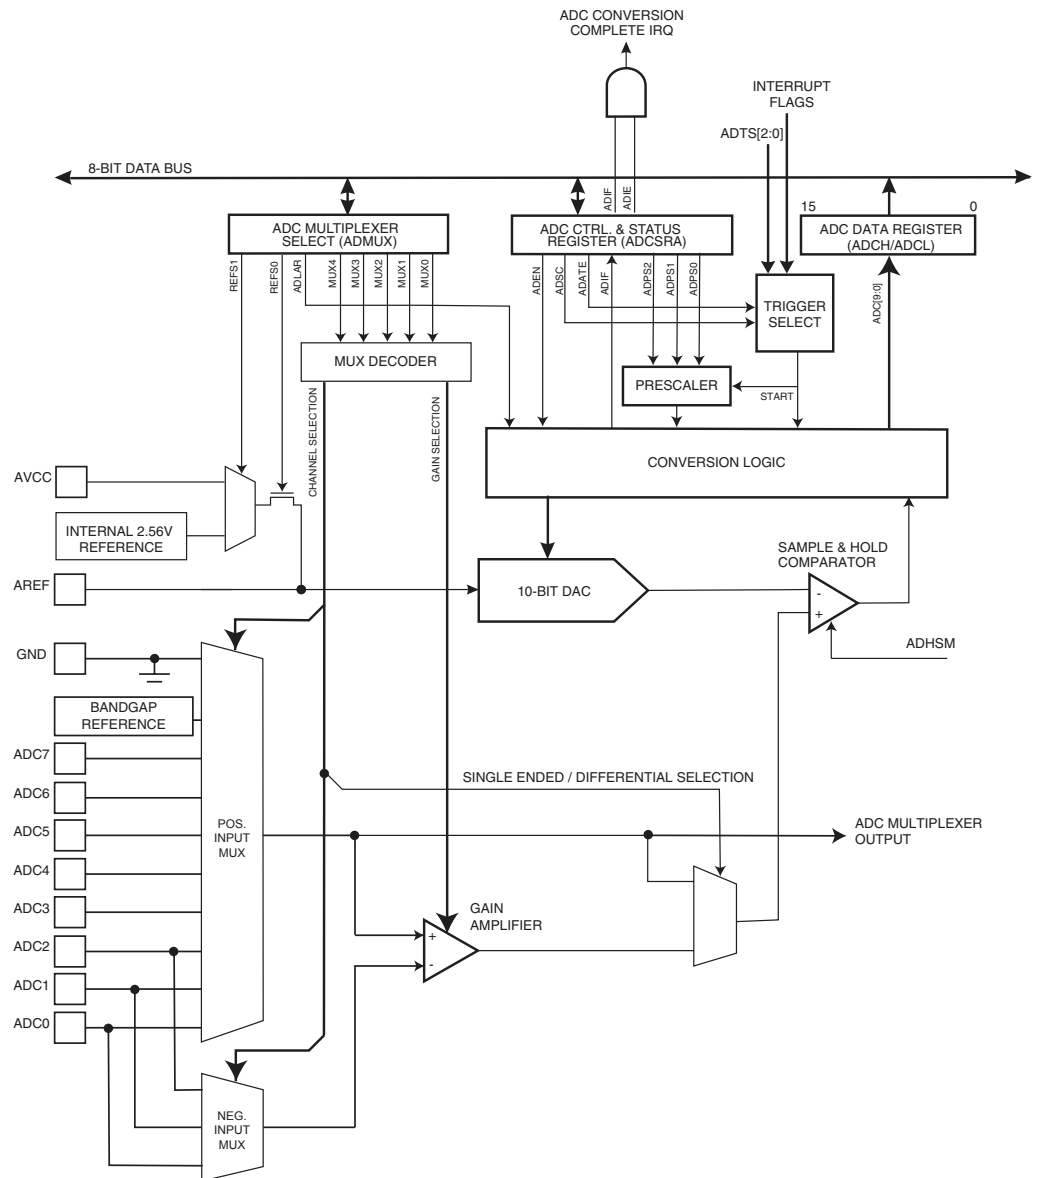 ADC CONVERSION
COMPLETE IRQ
INTERRUPT
FLAGS
ADTS[2:0]
8-BIT DATA BUS
ADIF
ADIE
15
0
ADC MULTIPLEXER
SELECT (ADMUX)
ADC CTRL. & STATUS
REGISTER (ADCSRA)
ADC DATA REGISTER
(ADCH/ADCL)
REFS1
REFS0
ADLAR
MUX4
MUX3
MUX2
MUX1
MUX0
ADEN
ADSC
ADATE
ADIF
ADPS2
ADPS1
ADPS0
TRIGGER
SELECT
ADC[9:0]
MUX DECODER
PRESCALER
START
CHANNEL SELECTION
GAIN SELECTION
CONVERSION LOGIC
AVCC
INTERNAL 2.56V
REFERENCE
SAMPLE & HOLD
COMPARATOR
AREF
10-BIT DAC
-
+
ADHSM
GND
BANDGAP
REFERENCE
ADC7
SINGLE ENDED / DIFFERENTIAL SELECTION
ADC6
ADC5
POS.
INPUT
MUX
ADC MULTIPLEXER
OUTPUT
ADC4
ADC3
GAIN
AMPLIFIER
+
-
ADC2
ADC1
ADC0
NEG.
INPUT
MUX